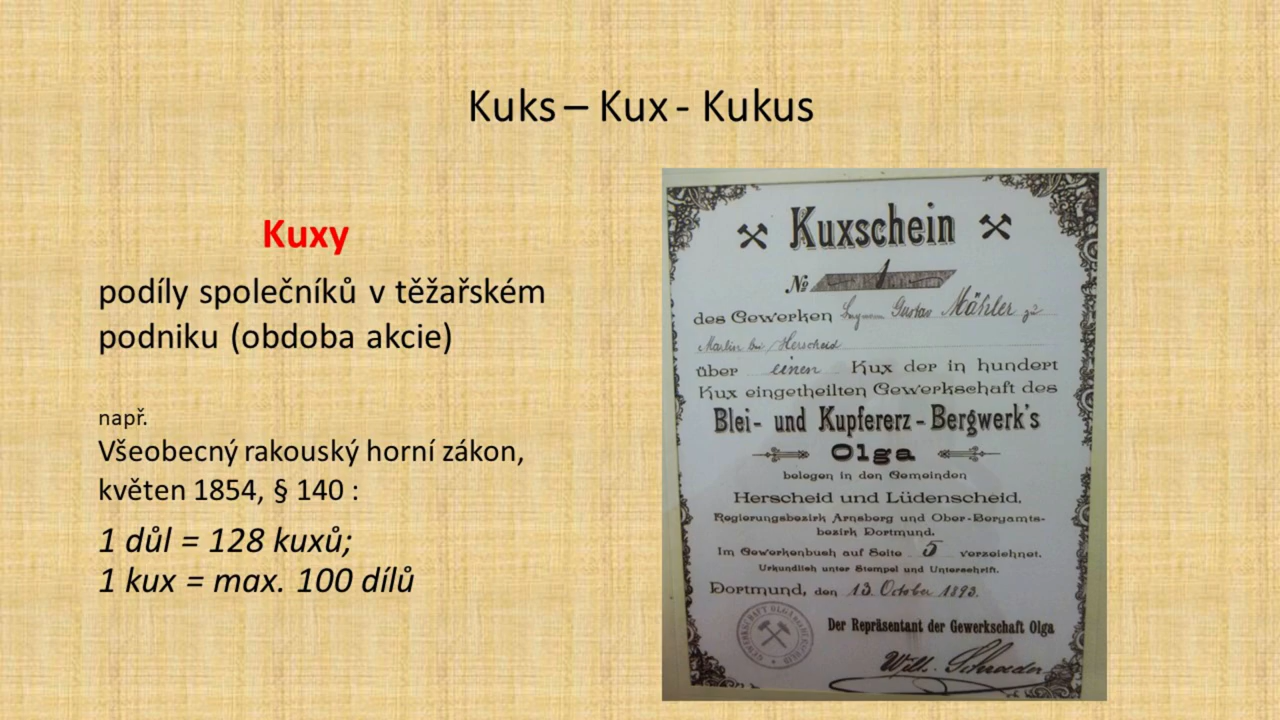 Kuks – Kux - Kukus
Kuxy
podíly společníků v těžařském
podniku (obdoba akcie)
např.
Všeobecný rakouský horní zákon,
květen 1854, § 140 :
1 důl = 128 kuxů;
1 kux = max. 100 dílů
Kuxschein
№ 1
des Gewerken Gustav Mähler zu
Herscheid
über einen Kux der in hundert
Kux eingetheilten Gewerkschaft des
Blei- und Kupfererz-Bergwerk's
Olga
belegen in den Gemeinden
Herscheid und Lüdenscheid,
Regierungsbezirk Arnsberg und Ober-Bergamts-
bezirk Dortmund.
Im Gewerkenbuch auf Seite 5 verzeichnet.
Urkundlich unter Stempel und Unterschrift.
Dortmund, den 13. October 1893.
Der Repräsentant der Gewerkschaft Olga
Wilh. Schroeder
GEWERKSCHAFT OLGA